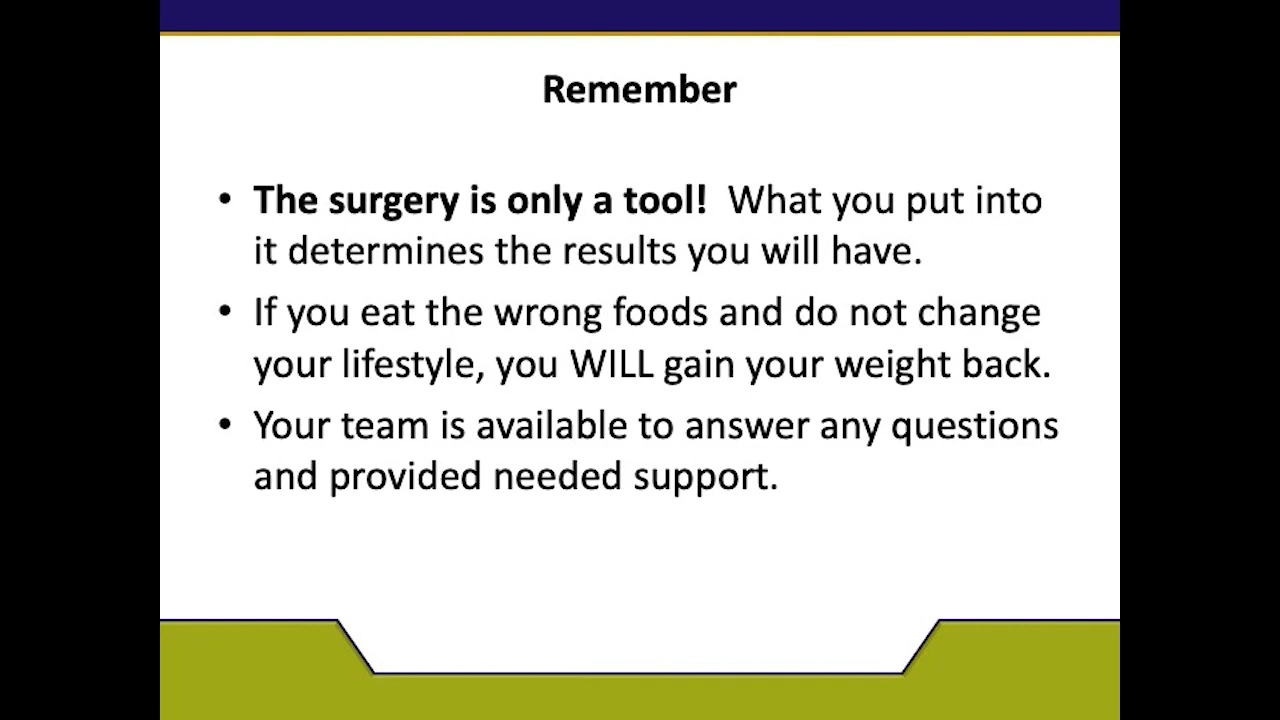 Remember
• The surgery is only a tool!  What you put into
it determines the results you will have.
• If you eat the wrong foods and do not change
your lifestyle, you WILL gain your weight back.
• Your team is available to answer any questions
and provided needed support.